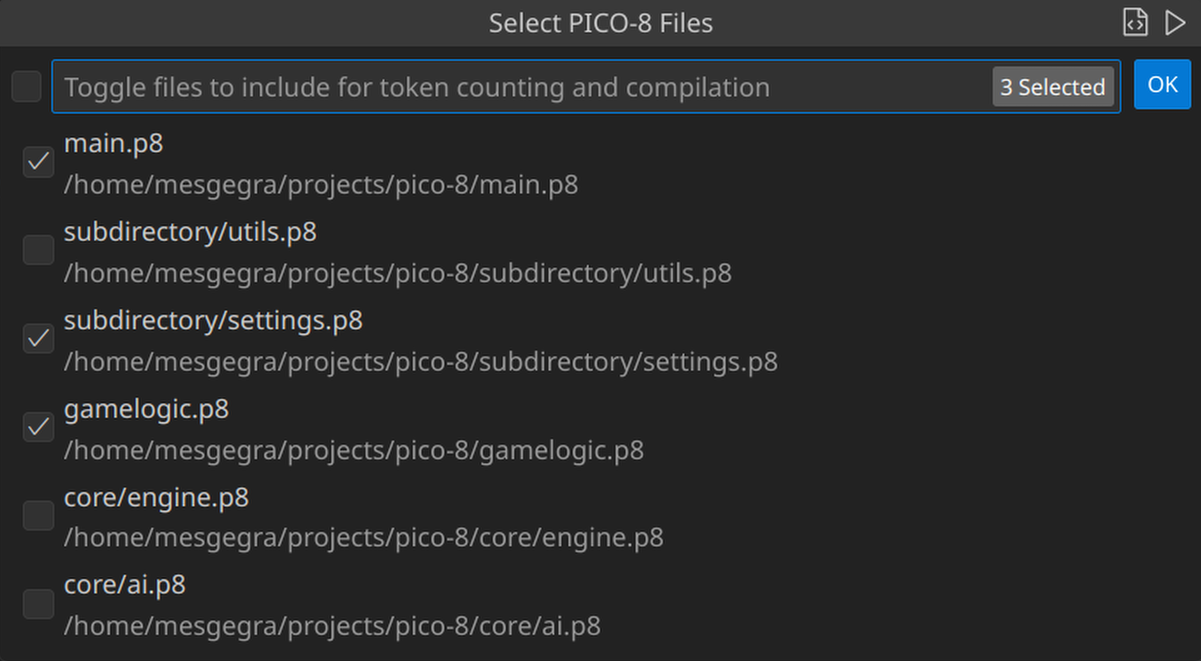 Select PICO-8 Files
Toggle files to include for token counting and compilation
3 Selected
OK
main.p8
/home/mesgegra/projects/pico-8/main.p8
subdirectory/utils.p8
/home/mesgegra/projects/pico-8/subdirectory/utils.p8
subdirectory/settings.p8
/home/mesgegra/projects/pico-8/subdirectory/settings.p8
gamelogic.p8
/home/mesgegra/projects/pico-8/gamelogic.p8
core/engine.p8
/home/mesgegra/projects/pico-8/core/engine.p8
core/ai.p8
/home/mesgegra/projects/pico-8/core/ai.p8